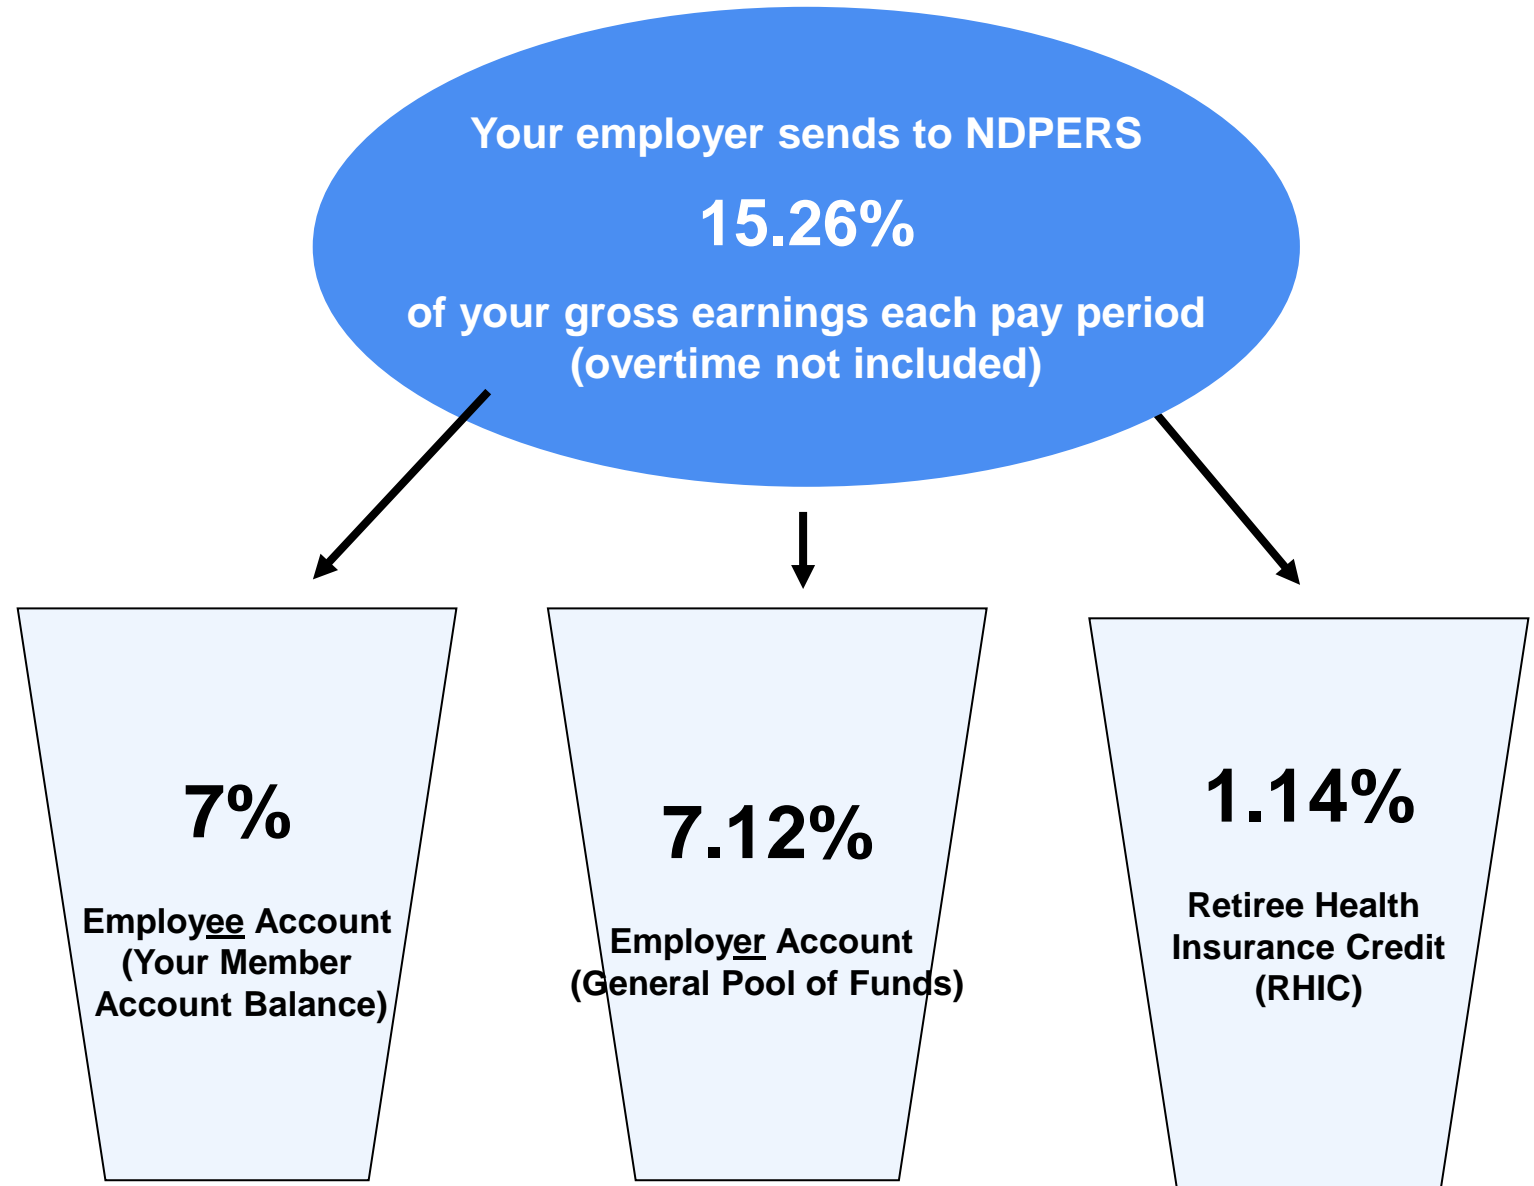 Your employer sends to NDPERS
15.26%
of your gross earnings each pay period
(overtime not included)
7%
Employee Account
(Your Member
Account Balance)
7.12%
Employer Account
(General Pool of Funds)
1.14%
Retiree Health
Insurance Credit
(RHIC)